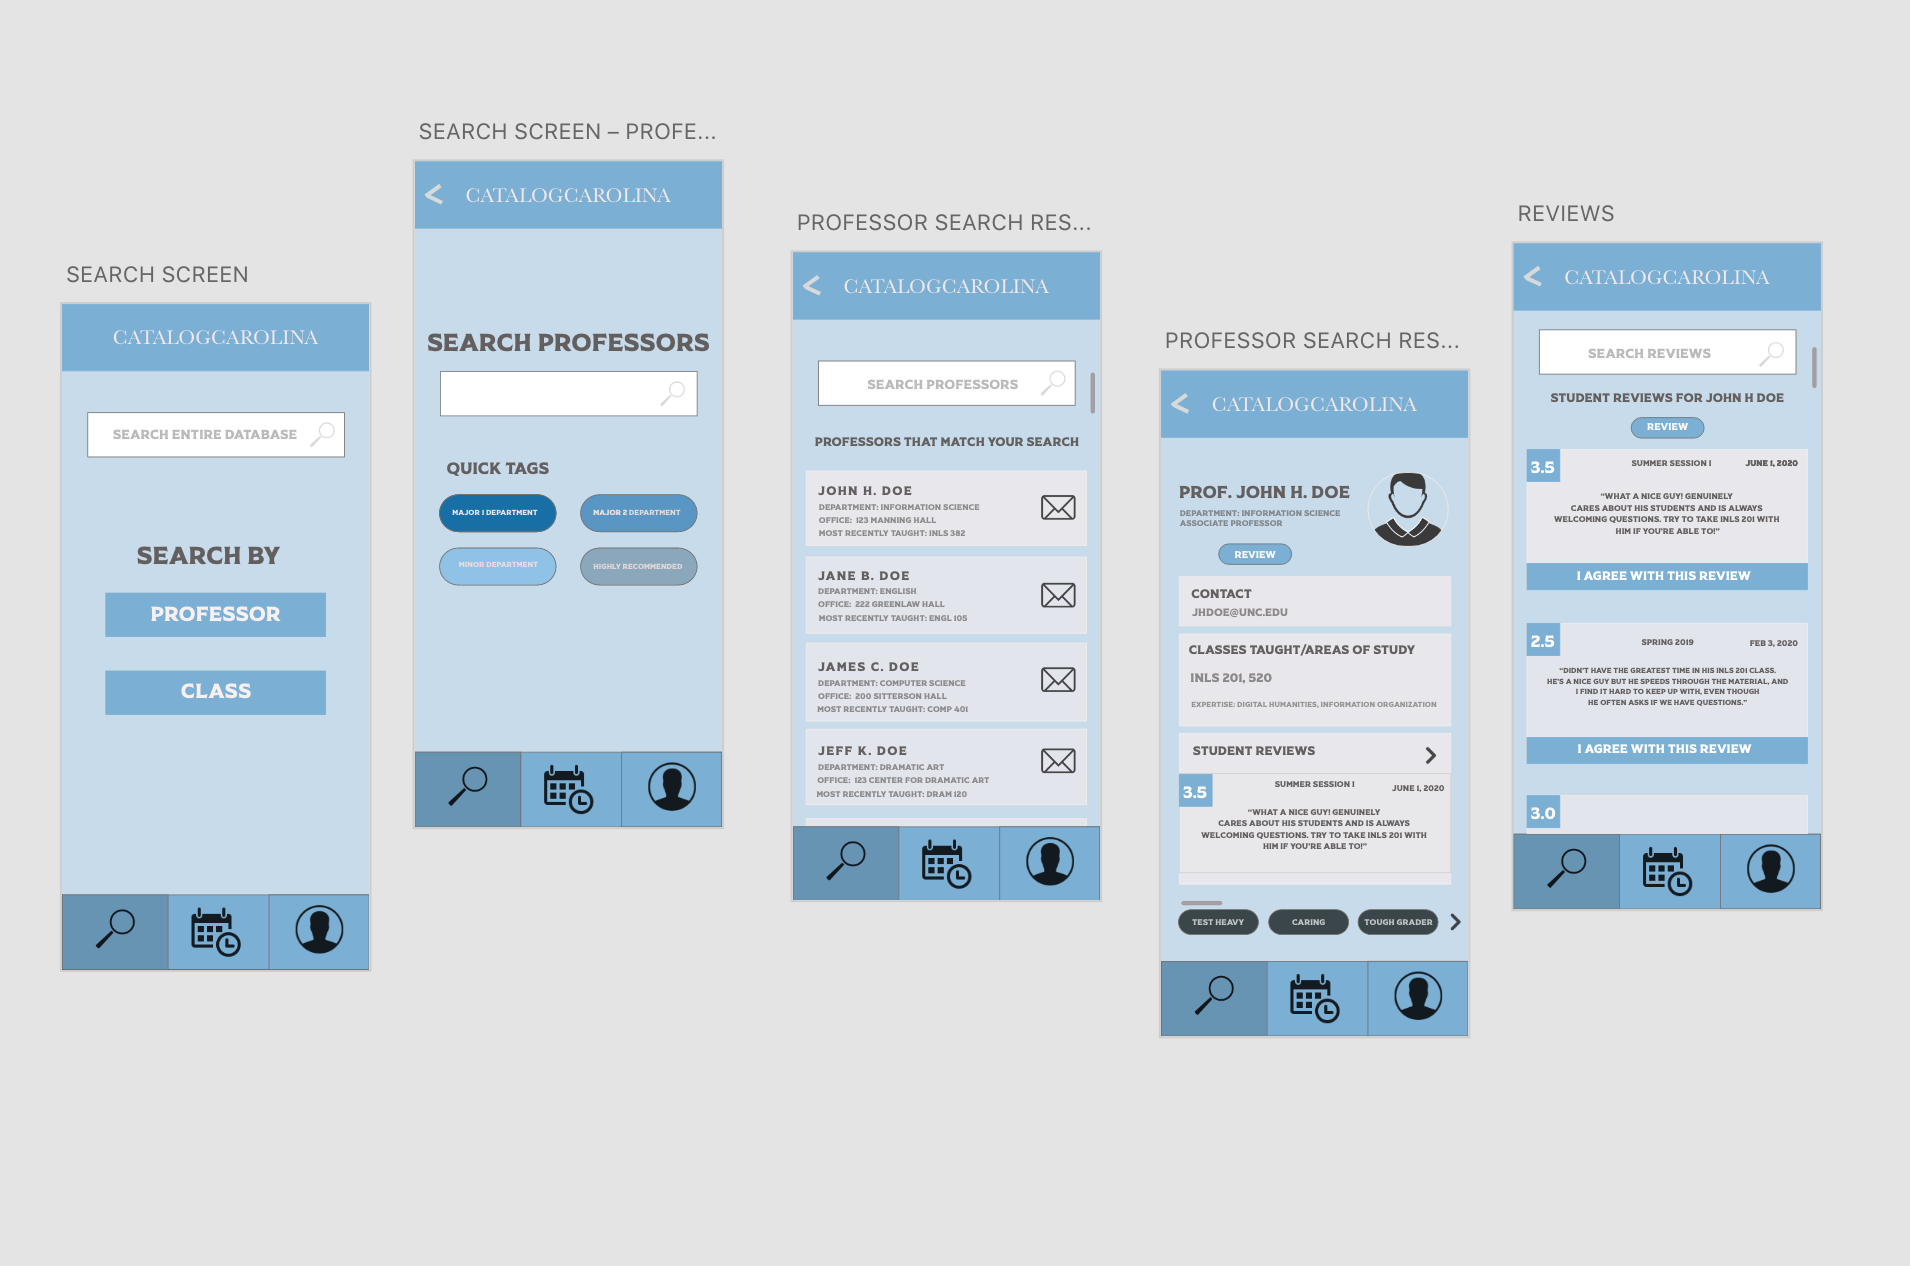 SEARCH SCREEN
CATALOGCAROLINA
SEARCH ENTIRE DATABASE
SEARCH BY
PROFESSOR
CLASS
SEARCH SCREEN – PROFE...
<
CATALOGCAROLINA
SEARCH PROFESSORS
QUICK TAGS
MAJOR 1 DEPARTMENT
MAJOR 2 DEPARTMENT
MINOR DEPARTMENT
HIGHLY RECOMMENDED
PROFESSOR SEARCH RES...
<
CATALOGCAROLINA
SEARCH PROFESSORS
PROFESSORS THAT MATCH YOUR SEARCH
JOHN H. DOE
DEPARTMENT: INFORMATION SCIENCE
OFFICE: 123 MANNING HALL
MOST RECENTLY TAUGHT: INLS 382
JANE B. DOE
DEPARTMENT: ENGLISH
OFFICE: 222 GREENLAW HALL
MOST RECENTLY TAUGHT: ENGL 105
JAMES C. DOE
DEPARTMENT: COMPUTER SCIENCE
OFFICE: 200 SITTERSON HALL
MOST RECENTLY TAUGHT: COMP 401
JEFF K. DOE
DEPARTMENT: DRAMATIC ART
OFFICE: 123 CENTER FOR DRAMATIC ART
MOST RECENTLY TAUGHT: DRAM 120
PROFESSOR SEARCH RES...
<
CATALOGCAROLINA
PROF. JOHN H. DOE
DEPARTMENT: INFORMATION SCIENCE
ASSOCIATE PROFESSOR
REVIEW
CONTACT
JHDOE@UNC.EDU
CLASSES TAUGHT/AREAS OF STUDY
INLS 201, 520
EXPERTISE: DIGITAL HUMANITIES, INFORMATION ORGANIZATION
STUDENT REVIEWS
3.5
SUMMER SESSION I
JUNE 1, 2020
“WHAT A NICE GUY! GENUINELY
CARES ABOUT HIS STUDENTS AND IS ALWAYS
WELCOMING QUESTIONS. TRY TO TAKE INLS 201 WITH
HIM IF YOU'RE ABLE TO!”
TEST HEAVY
CARING
TOUGH GRADER
REVIEWS
<
CATALOGCAROLINA
SEARCH REVIEWS
STUDENT REVIEWS FOR JOHN H DOE
REVIEW
3.5
SUMMER SESSION I
JUNE 1, 2020
“WHAT A NICE GUY! GENUINELY
CARES ABOUT HIS STUDENTS AND IS ALWAYS
WELCOMING QUESTIONS. TRY TO TAKE INLS 201 WITH
HIM IF YOU'RE ABLE TO!”
I AGREE WITH THIS REVIEW
2.5
SPRING 2019
FEB 3, 2020
“DIDN'T HAVE THE GREATEST TIME IN HIS INLS 201 CLASS.
HE'S A NICE GUY BUT HE SPEEDS THROUGH THE MATERIAL, AND
I FIND IT HARD TO KEEP UP WITH, EVEN THOUGH
HE OFTEN ASKS IF WE HAVE QUESTIONS.”
I AGREE WITH THIS REVIEW
3.0